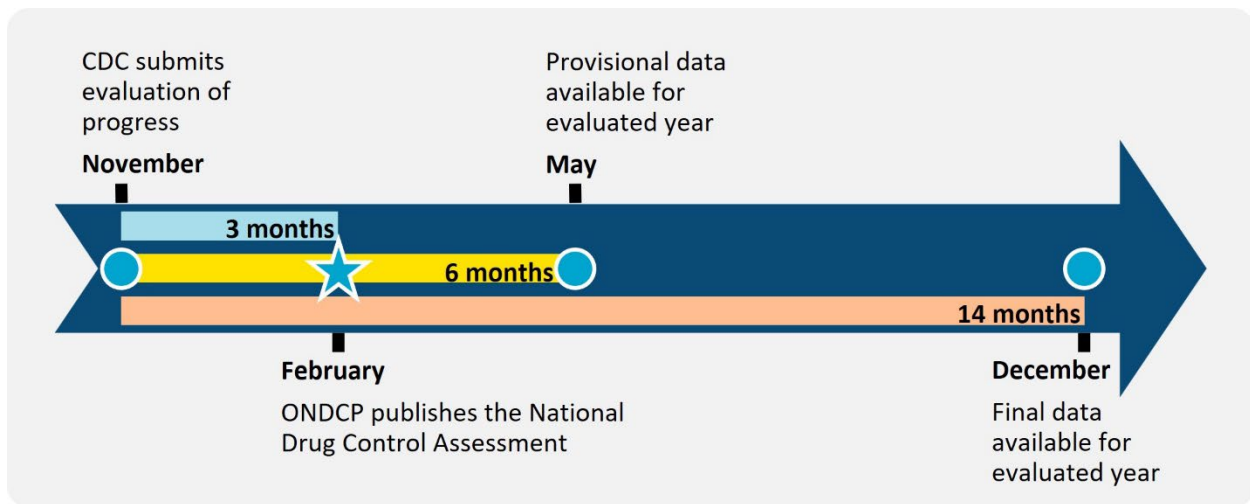 CDC submits
evaluation of
progress
November
Provisional data
available for
evaluated year
May
3 months
6 months
14 months
February
ONDCP publishes the National
Drug Control Assessment
December
Final data
available for
evaluated year